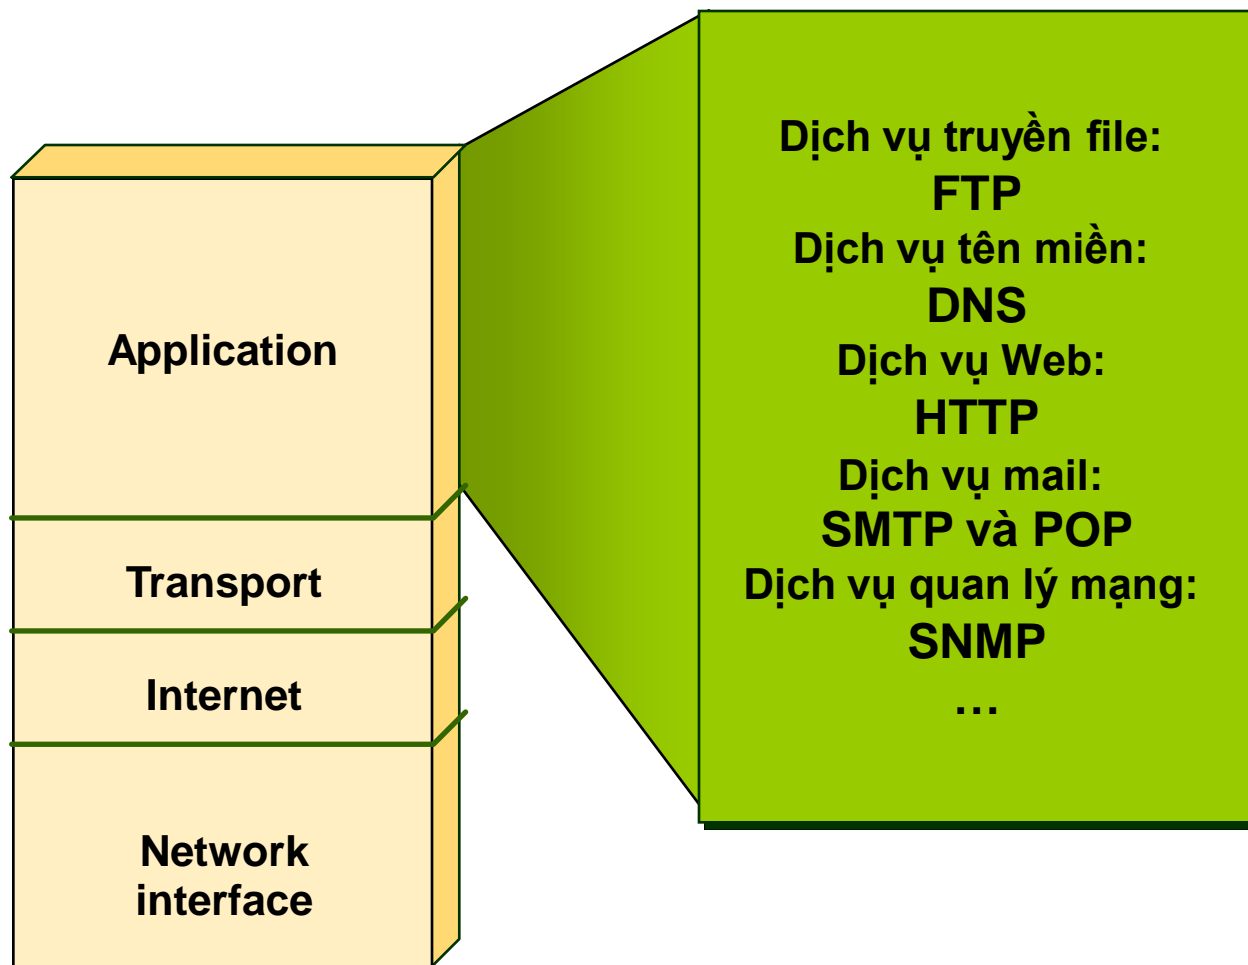 Application
Transport
Internet
Network
interface
Dịch vụ truyền file:
FTP
Dịch vụ tên miền:
DNS
Dịch vụ Web:
HTTP
Dịch vụ mail:
SMTP và POP
Dịch vụ quan lý mạng:
SNMP
…